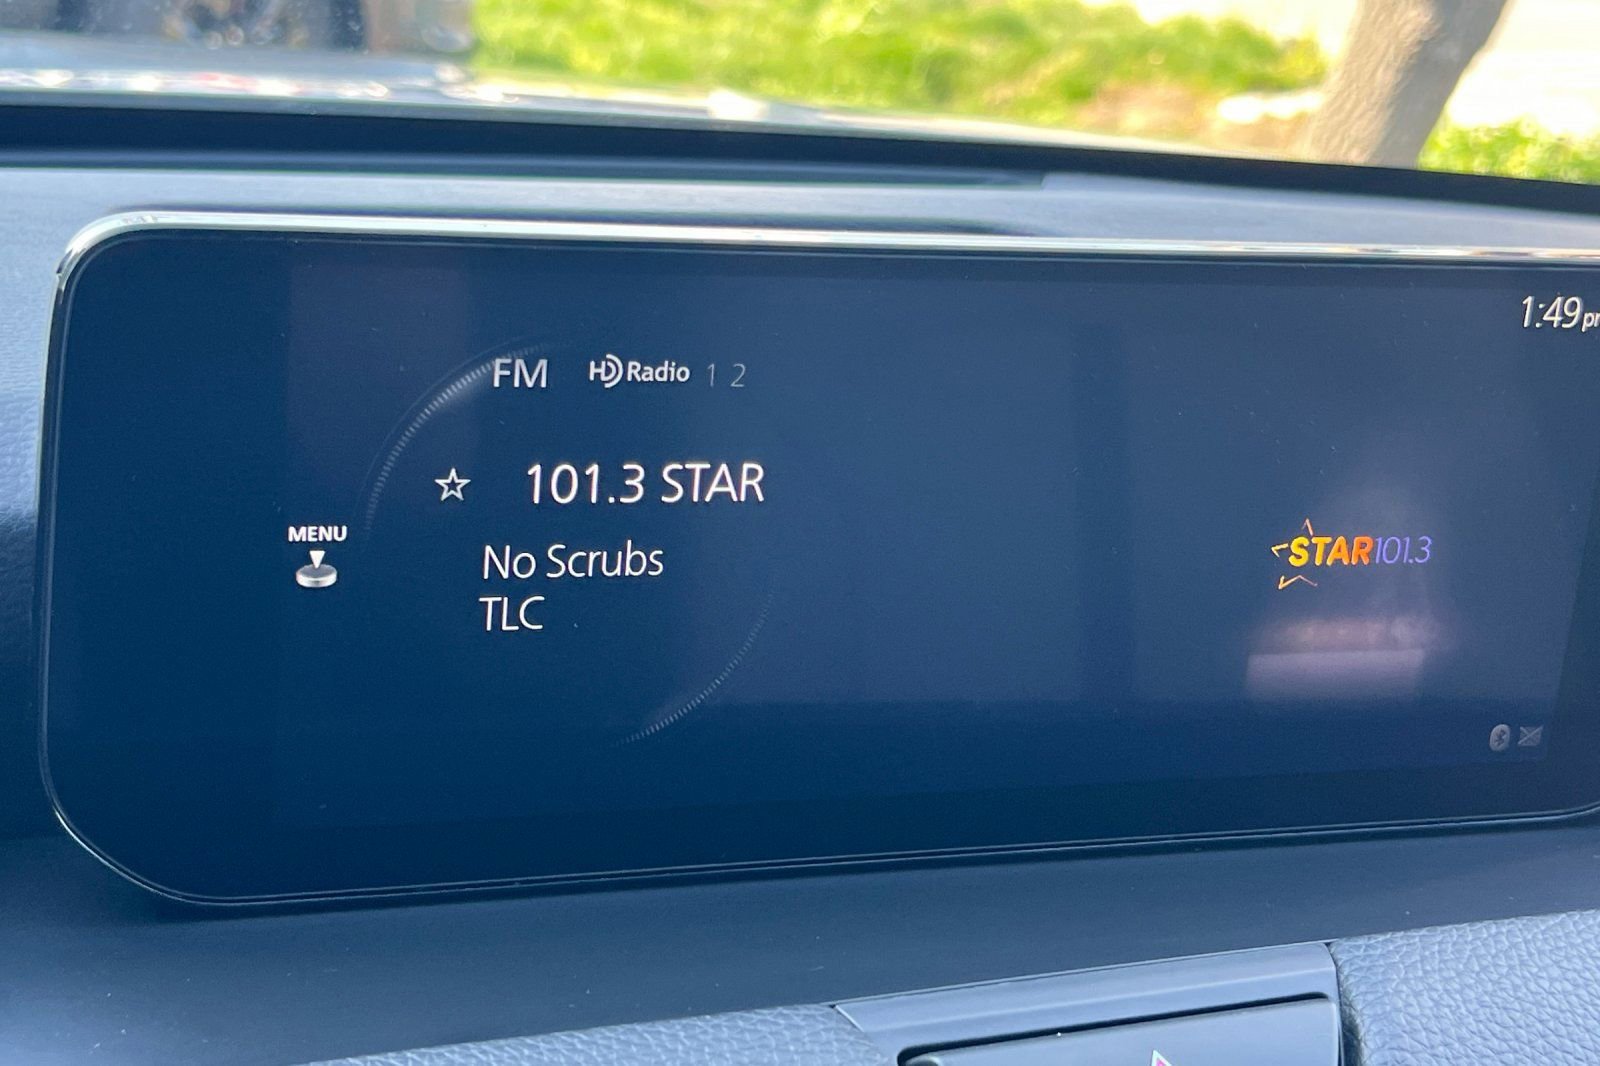 1:49
FM HD Radio 1 2
101.3 STAR
MENU
No Scrubs
TLC
STAR101.3